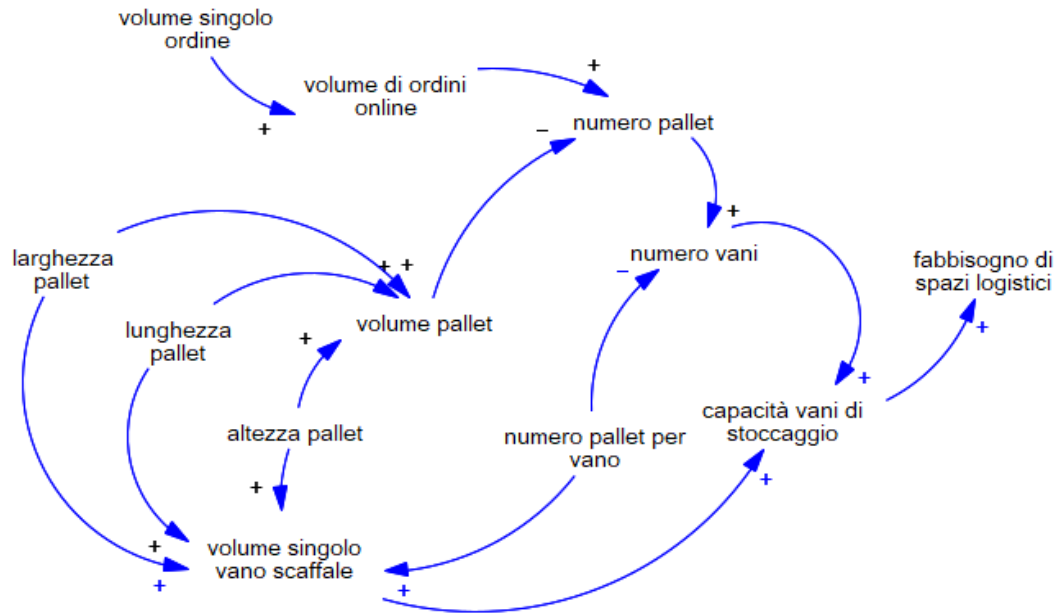 volume singolo
ordine
+
volume di ordini
online
+
numero pallet
−
+
numero vani
−
larghezza
pallet
lunghezza
pallet
+ +
volume pallet
+
fabbisogno di
spazi logistici
+
altezza pallet
+
numero pallet per
vano
capacità vani di
stoccaggio
+
+
volume singolo
vano scaffale
+
+
+